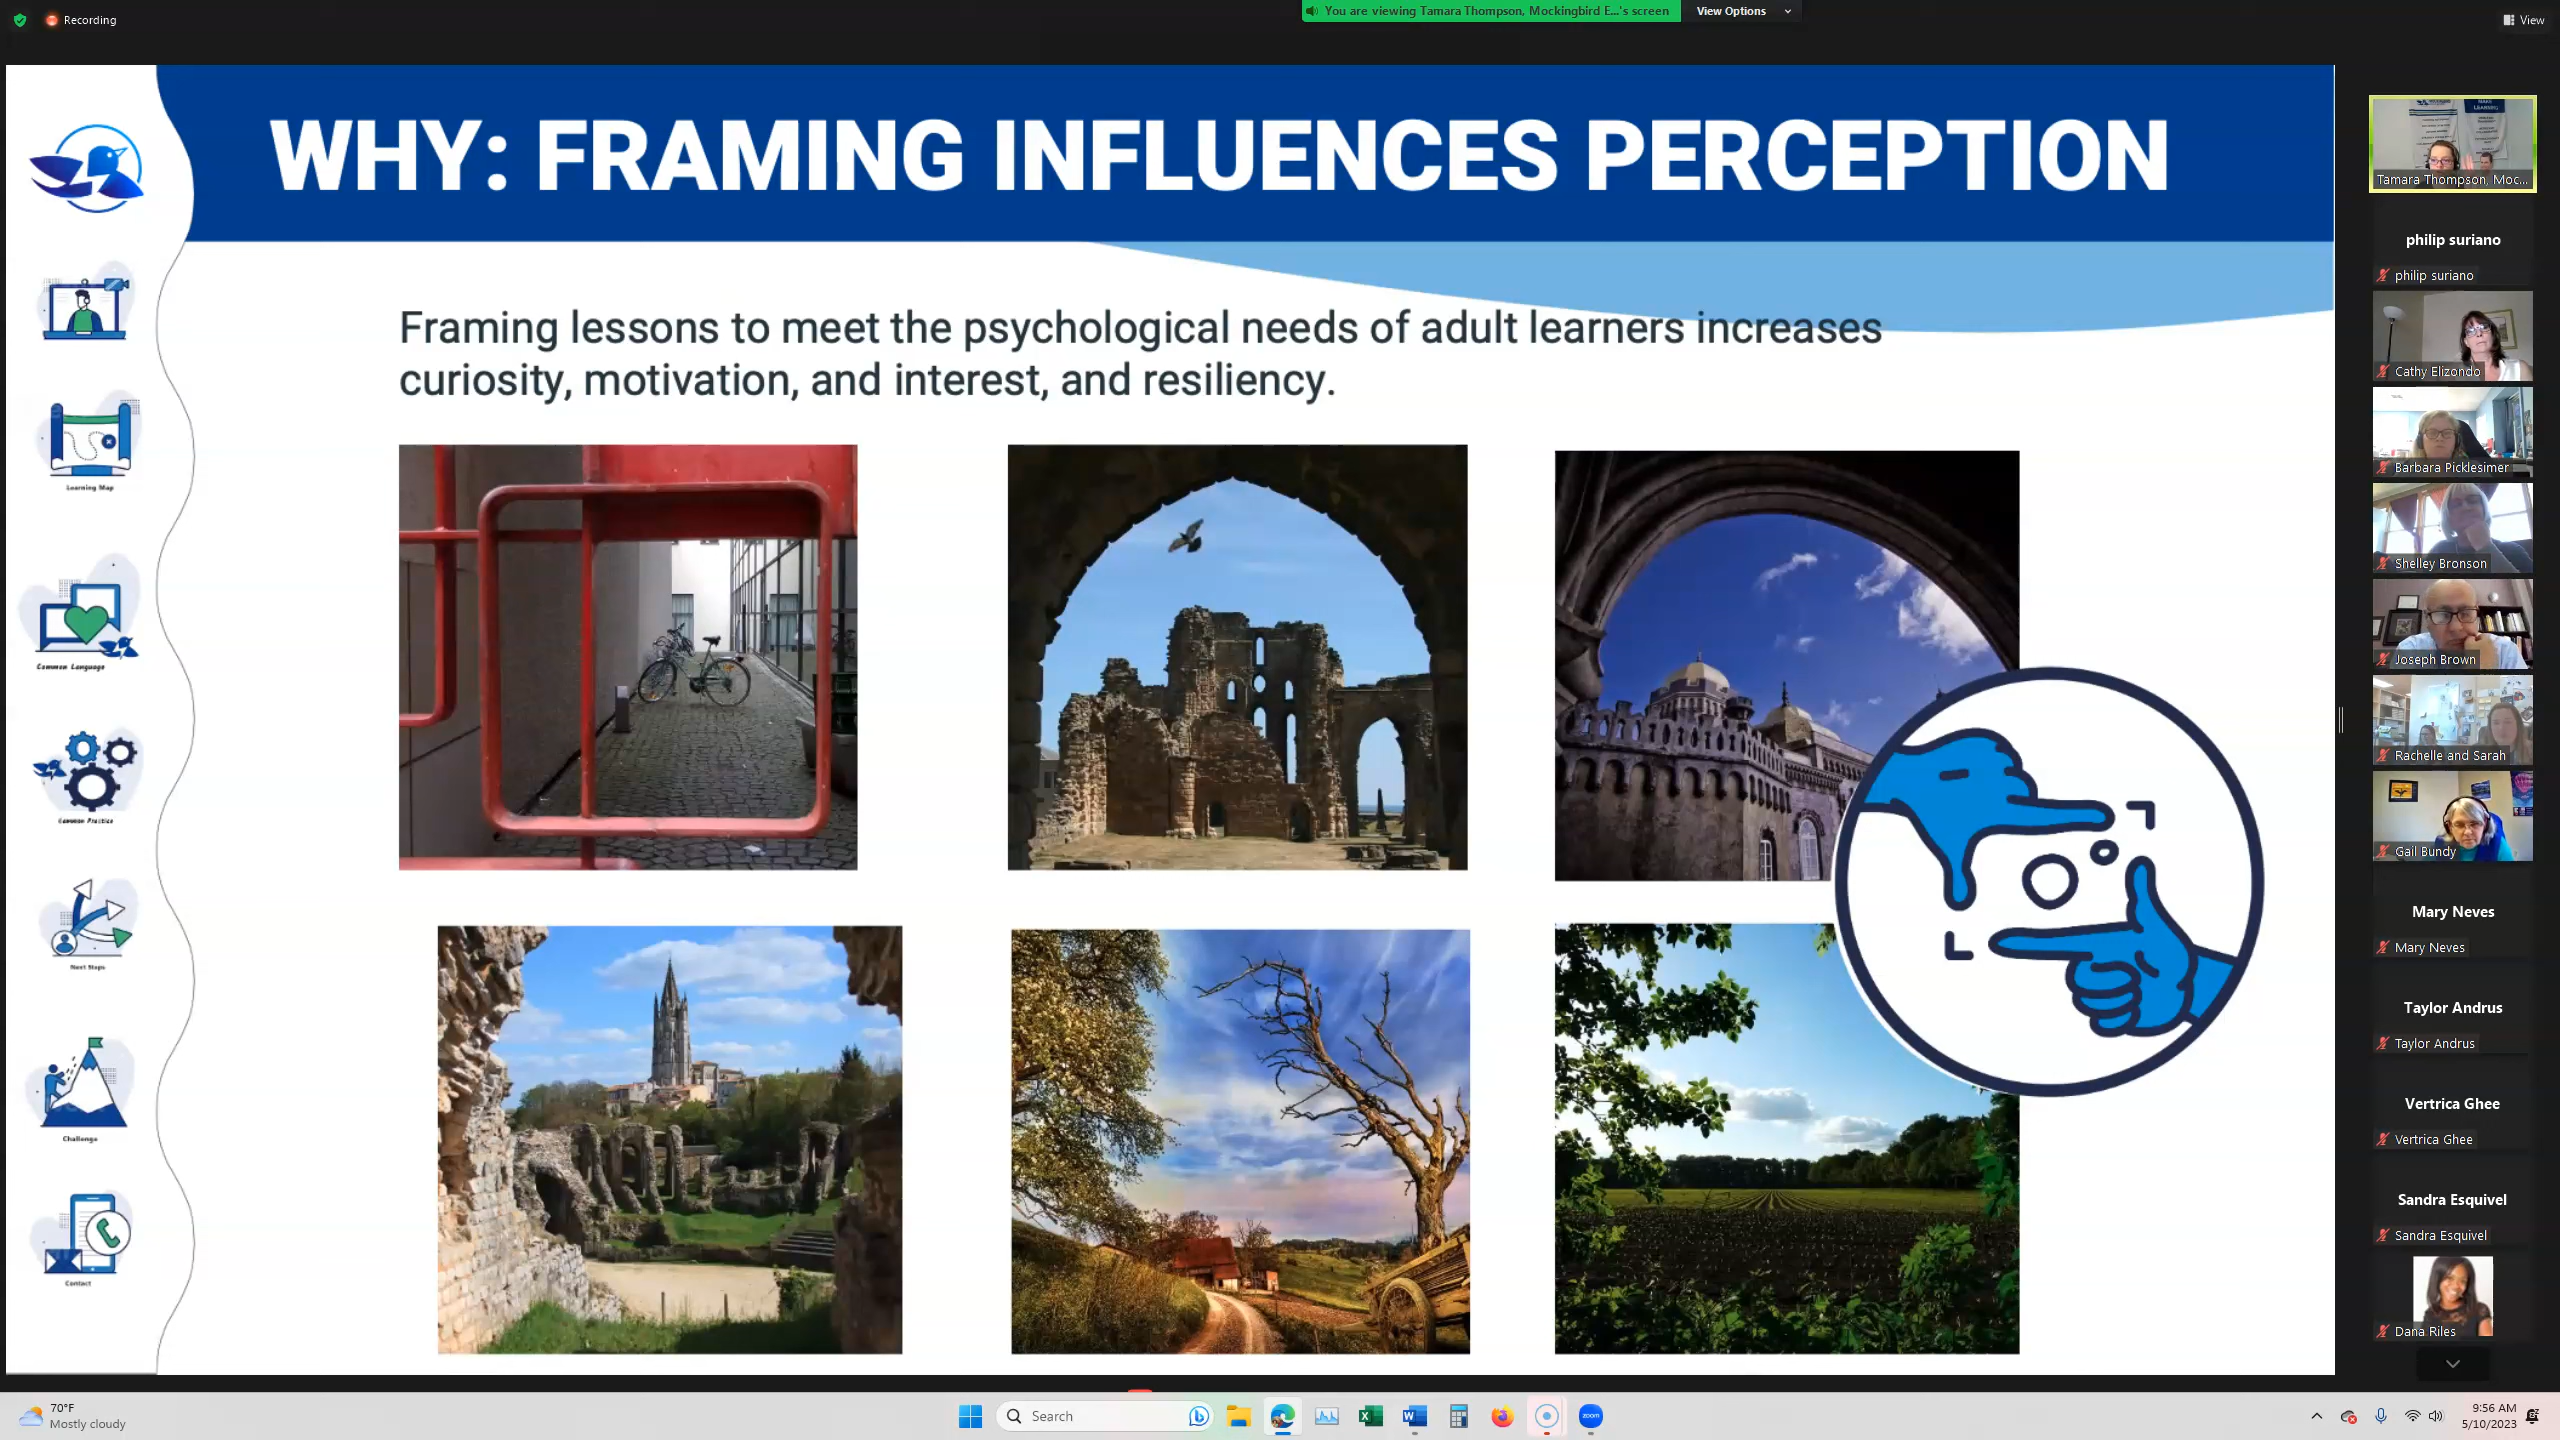 Recording
You are viewing Tamara Thompson, Mockingbird E...'s screen
View Options
View
WHY: FRAMING INFLUENCES PERCEPTION
Framing lessons to meet the psychological needs of adult learners increases
curiosity, motivation, and interest, and resiliency.
Learning Map
Common Language
Common Practice
Next Steps
Challenge
Contact
Tamara Thompson, Moc...
philip suriano
philip suriano
Cathy Elizondo
Barbara Picklesimer
Shelley Bronson
Joseph Brown
Rachelle and Sarah
Gail Bundy
Mary Neves
Mary Neves
Taylor Andrus
Taylor Andrus
Vertrica Ghee
Vertrica Ghee
Sandra Esquivel
Sandra Esquivel
Dana Riles
70°F
Mostly cloudy
Search
zoom
9:56 AM
5/10/2023